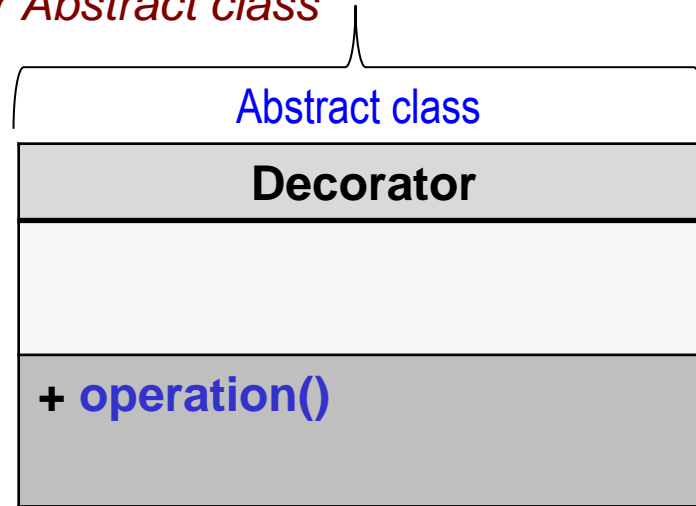 Abstract class
Abstract class
Decorator
+ operation()